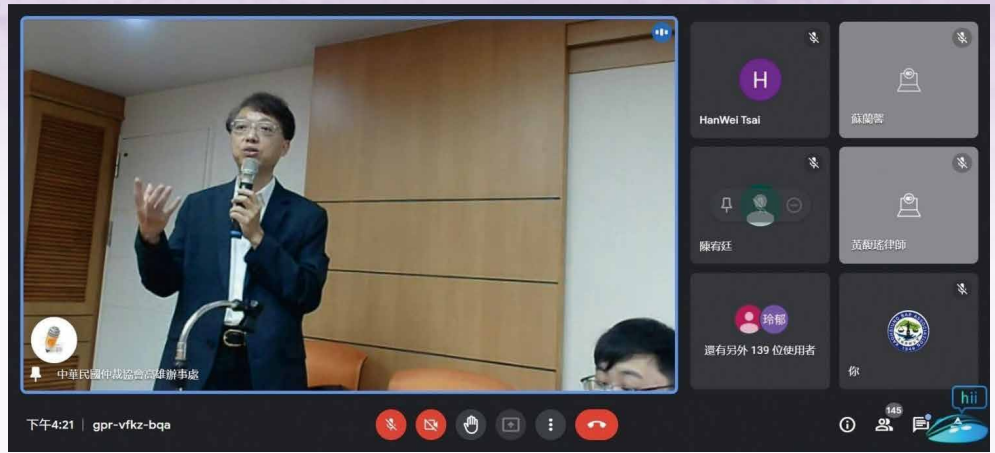 中華民國仲裁協會高雄辦事處
H
HanWei Tsai
蘇蘭馨
陳宥廷
黃馥瑤律師
玲郁
還有另外 139 位使用者
你
下午4:21 | gpr-vfkz-bqa
145
hii